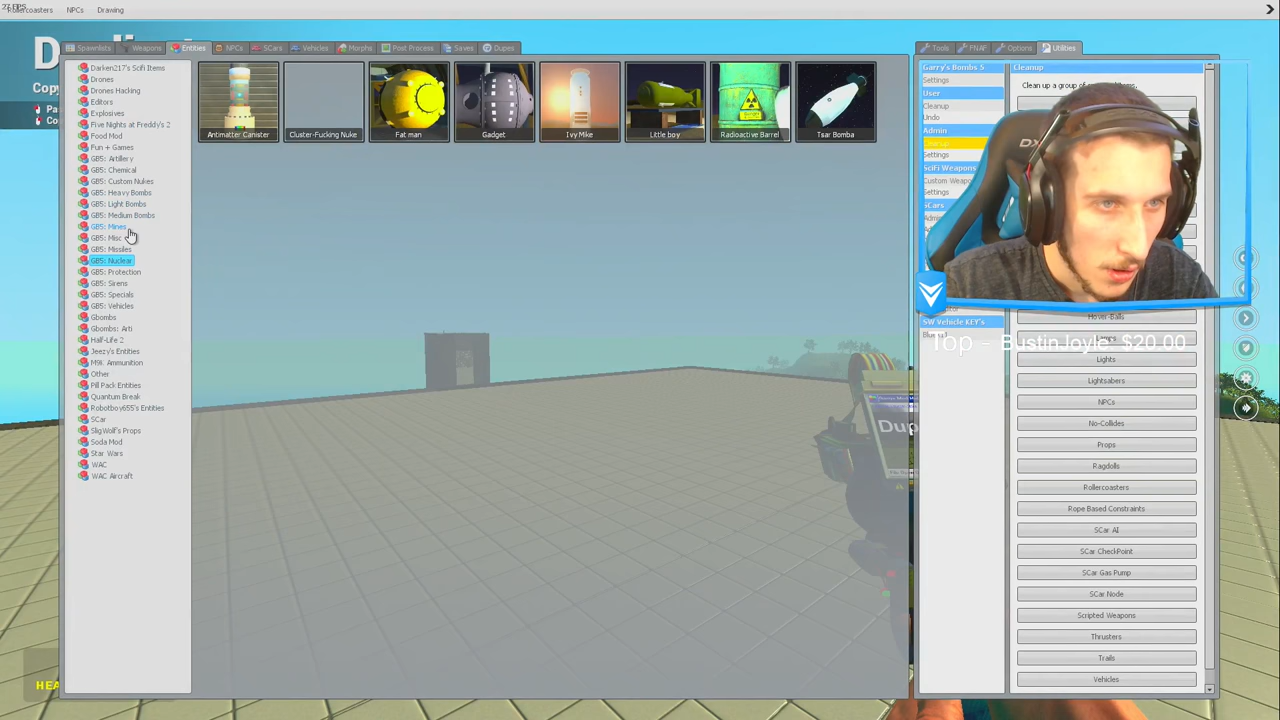 27 FPS
Rollercoasters NPCs Drawing
Spawnlists Weapons Entities NPCs SCars Vehicles Morphs Post Process Saves Dupes
Darken217's Scifi Items
Drones
Drones Hacking
Editors
Explosives
Five Nights at Freddy's 2
Food Mod
Fun + Games
GB5: Artillery
GB5: Chemical
GB5: Custom Nukes
GB5: Heavy Bombs
GB5: Light Bombs
GB5: Medium Bombs
GB5: Mines
GB5: Misc
GB5: Missiles
GB5: Nuclear
GB5: Protection
GB5: Sirens
GB5: Specials
GB5: Vehicles
Gbombs
Gbombs: Arti
Half-Life 2
Jeezy's Entities
M9K Ammunition
Other
Pill Pack Entities
Quantum Break
Robotboy655's Entities
SCar
SligWolf's Props
Soda Mod
Star Wars
WAC
WAC Aircraft
Antimatter Canister
Cluster-Fucking Nuke
Fat man
Gadget
Ivy Mike
Little boy
Radioactive Barrel
Tsar Bomba
Tools FNAF Options Utilities
Garry's Bombs 5
Settings
User
Cleanup
Undo
Admin
Cleanup
Settings
SciFi Weapons
Settings
SW Vehicle KEY's
Cleanup
Hover-Balls
Lights
Lightsabers
NPCs
No-Collides
Props
Ragdolls
Rollercoasters
Rope Based Constraints
SCar AI
SCar CheckPoint
SCar Gas Pump
SCar Node
Scripted Weapons
Thrusters
Trails
Vehicles
Top - BustinJoyle: $20.00
Dup
HEA